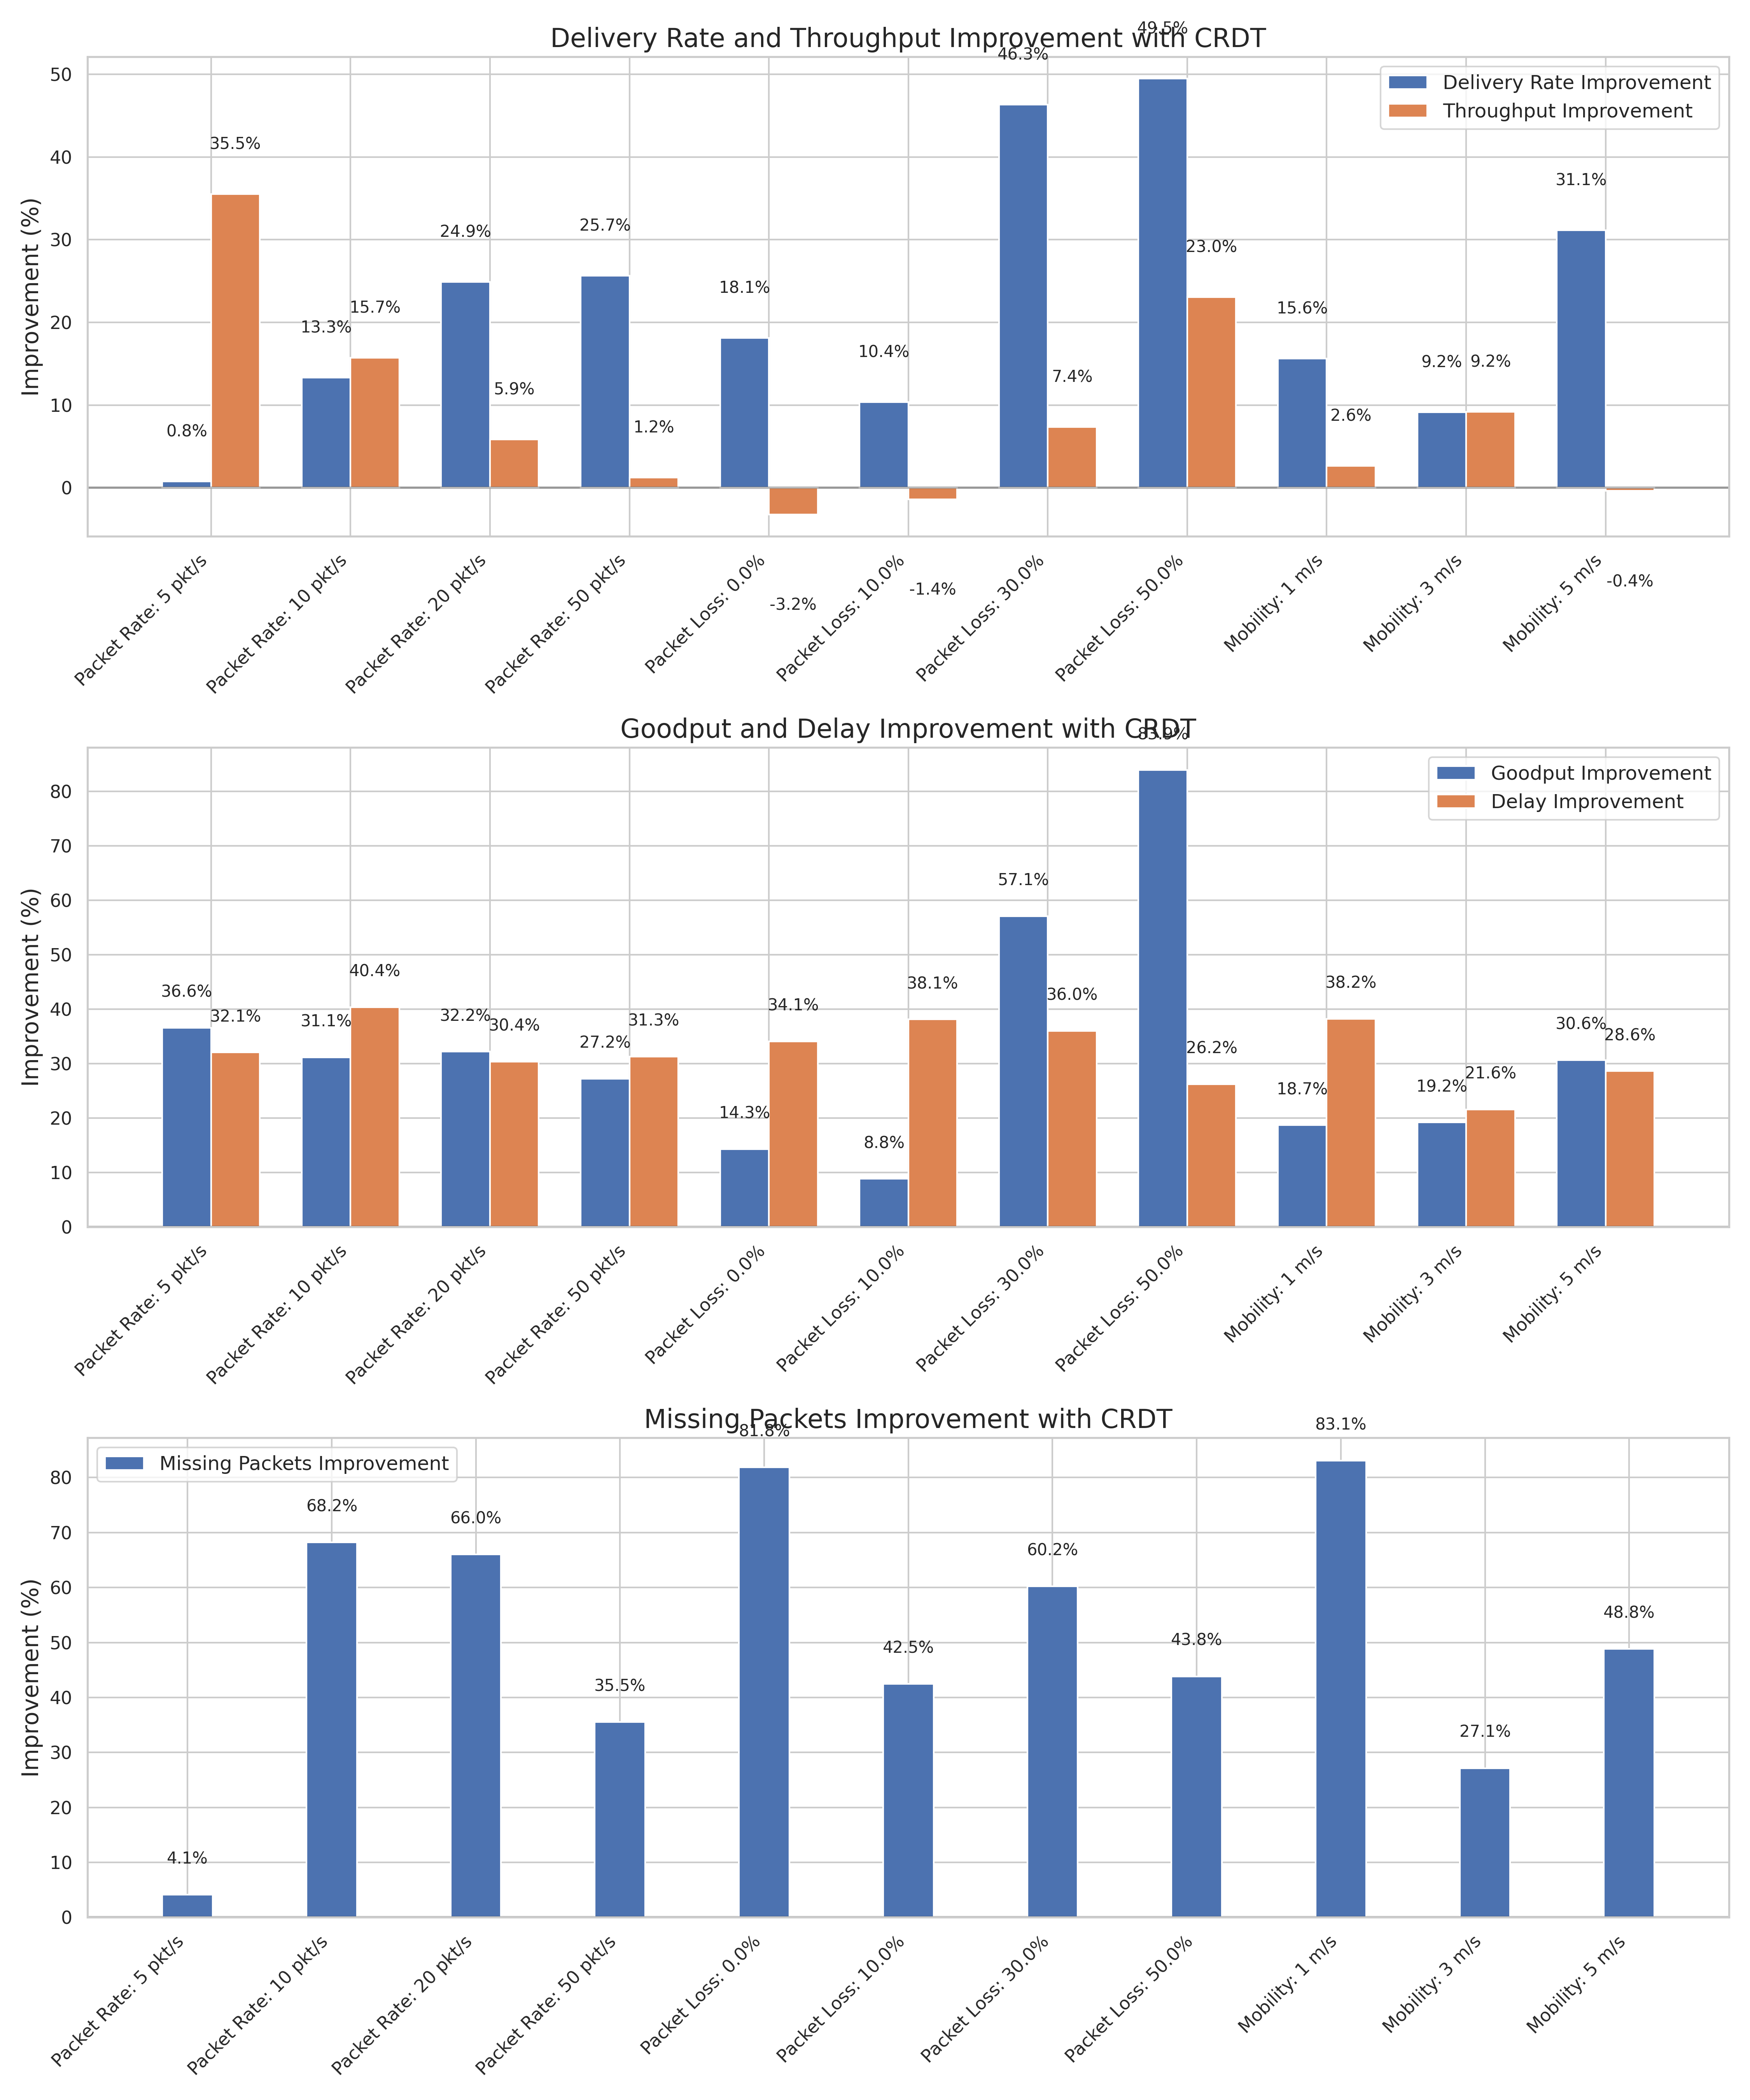 Delivery Rate and Throughput Improvement with CRDT
Improvement (%)
50
40
30
20
10
0
Delivery Rate Improvement
Throughput Improvement
0.8%
35.5%
13.3%
15.7%
24.9%
5.9%
25.7%
1.2%
18.1%
-3.2%
10.4%
-1.4%
46.3%
7.4%
49.5%
23.0%
15.6%
2.6%
9.2%
9.2%
31.1%
-0.4%
Packet Rate: 5 pkt/s
Packet Rate: 10 pkt/s
Packet Rate: 20 pkt/s
Packet Rate: 50 pkt/s
Packet Loss: 0.0%
Packet Loss: 10.0%
Packet Loss: 30.0%
Packet Loss: 50.0%
Mobility: 1 m/s
Mobility: 3 m/s
Mobility: 5 m/s
Goodput and Delay Improvement with CRDT
Improvement (%)
80
70
60
50
40
30
20
10
0
Goodput Improvement
Delay Improvement
36.6%
32.1%
31.1%
40.4%
32.2%
30.4%
27.2%
31.3%
14.3%
34.1%
8.8%
38.1%
57.1%
36.0%
83.9%
26.2%
18.7%
38.2%
19.2%
21.6%
30.6%
28.6%
Packet Rate: 5 pkt/s
Packet Rate: 10 pkt/s
Packet Rate: 20 pkt/s
Packet Rate: 50 pkt/s
Packet Loss: 0.0%
Packet Loss: 10.0%
Packet Loss: 30.0%
Packet Loss: 50.0%
Mobility: 1 m/s
Mobility: 3 m/s
Mobility: 5 m/s
Missing Packets Improvement with CRDT
Improvement (%)
80
70
60
50
40
30
20
10
0
Missing Packets Improvement
4.1%
68.2%
66.0%
35.5%
81.8%
42.5%
60.2%
43.8%
83.1%
27.1%
48.8%
Packet Rate: 5 pkt/s
Packet Rate: 10 pkt/s
Packet Rate: 20 pkt/s
Packet Rate: 50 pkt/s
Packet Loss: 0.0%
Packet Loss: 10.0%
Packet Loss: 30.0%
Packet Loss: 50.0%
Mobility: 1 m/s
Mobility: 3 m/s
Mobility: 5 m/s